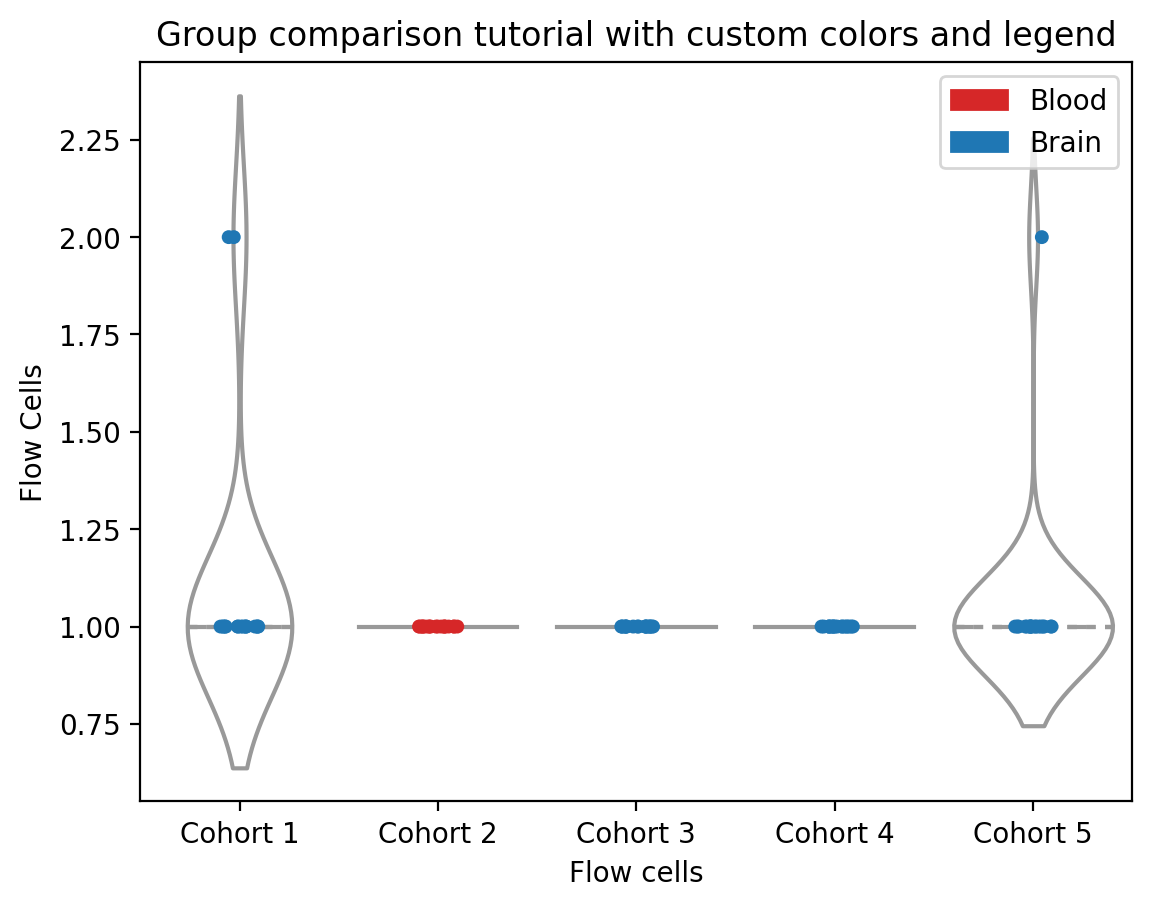 Group comparison tutorial with custom colors and legend
Blood
Brain
Flow Cells
2.25
2.00
1.75
1.50
1.25
1.00
0.75
Cohort 1
Cohort 2
Cohort 3
Cohort 4
Cohort 5
Flow cells